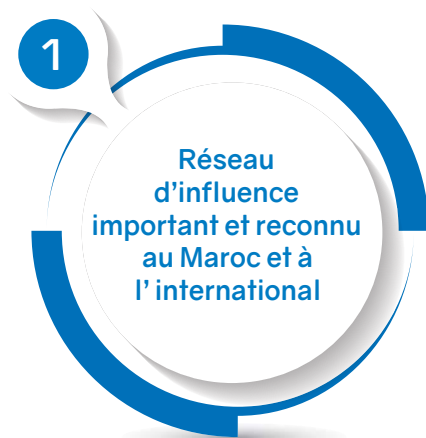 1
Réseau
d’influence
important et reconnu
au Maroc et à
l’ international